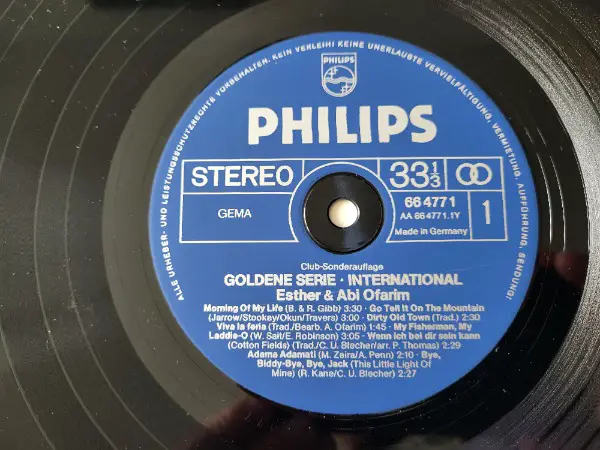 ALLE URHEBER- UND LEISTUNGSSCHUTZRECHTE VORBEHALTEN. KEIN VERLEIH! KEINE UNERLAUBTE VERVIELFÄLTIGUNG, VERMIETUNG, AUFFÜHRUNG, SENDUNG!
PHILIPS
PHILIPS
STEREO 33 1/3
GEMA
66 4771
AA 664771.1Y
Made in Germany
1
Club-Sonderauflage
GOLDENE SERIE · INTERNATIONAL
Esther & Abi Ofarim
Morning Of My Life (B. & R. Gibb) 3:30 · Go Tell It On The Mountain
(Jarrow/Stookey/Okun/Travers) 3:00 · Dirty Old Town (Trad.) 2:30
Viva la feria (Trad./Bearb. A. Ofarim) 1:45 · My Fisherman, My
Laddie-O (W. Salt/E. Robinson) 3:05 · Wenn ich bei dir sein kann
(Cotton Fields) (Trad./C. U. Blecher/arr. P. Thomas) 2:29
Adama Adamati (M. Zeira/A. Penn) 2:10 · Bye,
Biddy-Bye, Bye, Jack (This Little Light Of
Mine) (R. Kane/C. U. Blecher) 2:27